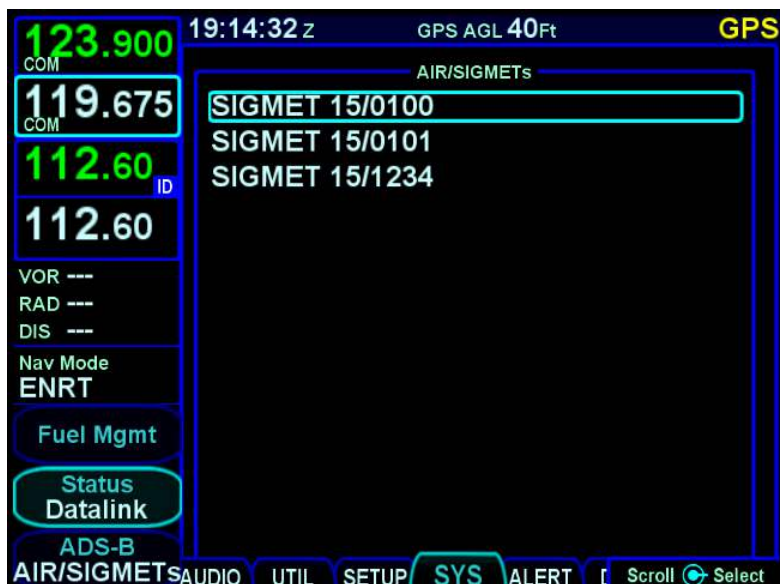 123.900
COM
119.675
COM
112.60
ID
112.60
VOR ---
RAD ---
DIS ---
Nav Mode
ENRT
Fuel Mgmt
Status
Datalink
ADS-B
AIR/SIGMETs
19:14:32 Z GPS AGL 40Ft GPS
AIR/SIGMETs
SIGMET 15/0100
SIGMET 15/0101
SIGMET 15/1234
AUDIO UTIL SETUP SYS ALERT Scroll Select